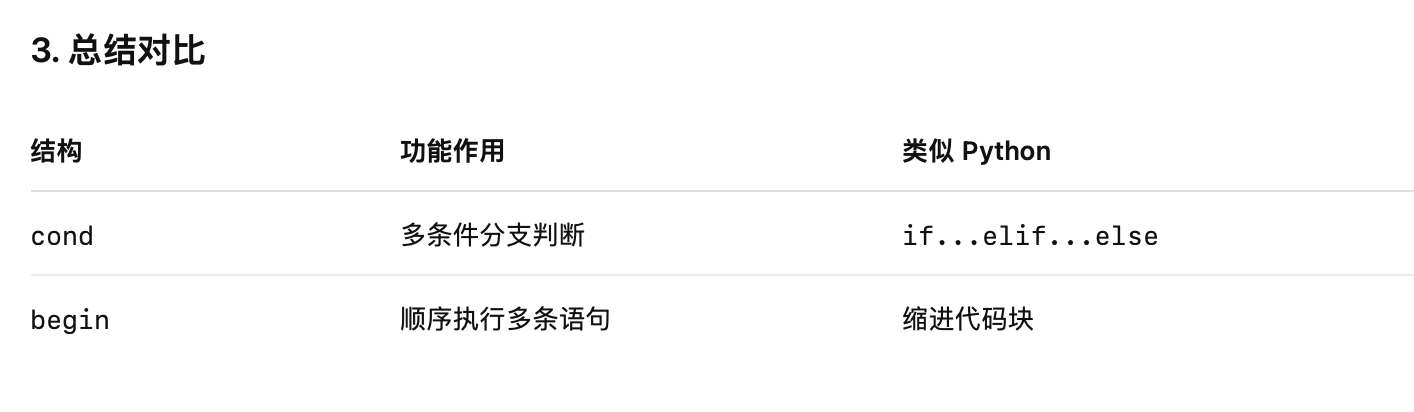 3. 总结对比
结构 功能作用 类似 Python
cond 多条件分支判断 if...elif...else
begin 顺序执行多条语句 缩进代码块